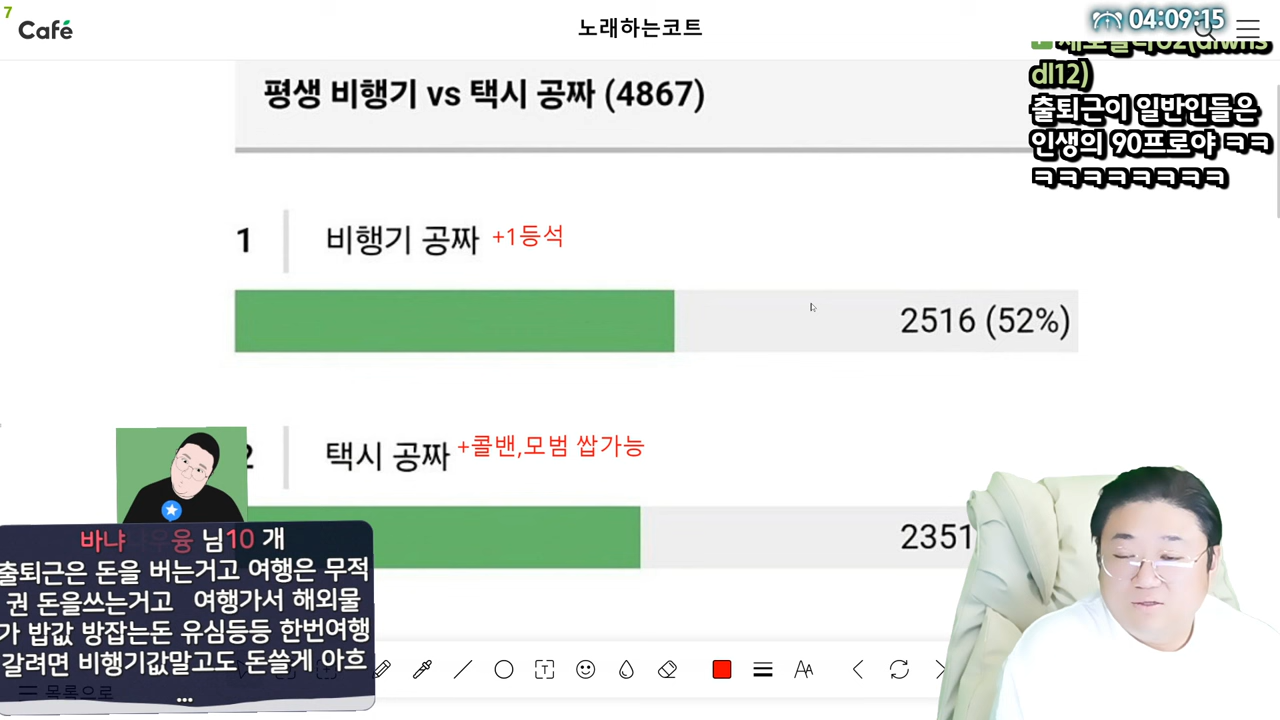 7
Café
노래하는코트
04:09:15
dl12)
출퇴근이 일반인들은
인생의 90프로야 ㅋㅋ
ㅋㅋㅋㅋㅋㅋㅋㅋ
평생 비행기 vs 택시 공짜 (4867)
1 비행기 공짜 +1등석
2516 (52%)
2 택시 공짜 +콜밴,모범 쌉가능
2351
님10 개
출퇴근은 돈을 버는거고 여행은 무적
권 돈을쓰는거고 여행가서 해외물
가 밥값 방잡는돈 유심등등 한번여행
갈려면 비행기값말고도 돈쓸게 아흐
...
목록으로